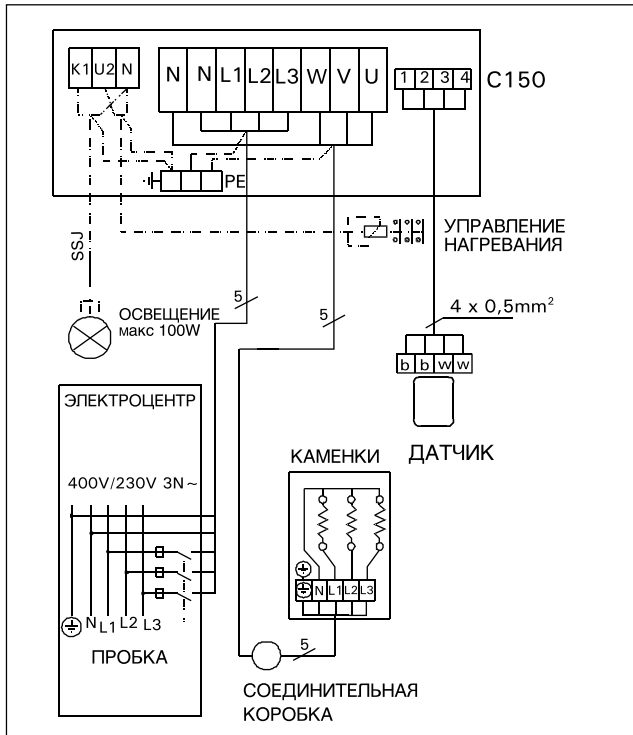 K1 U2 N
N N L1 L2 L3 W V U
1 2 3 4
C150
PE
SSJ
УПРАВЛЕНИЕ
НАГРЕВАНИЯ
5
5
4 x 0,5mm²
ОСВЕЩЕНИЕ
макс 100W
b b w w
ДАТЧИК
ЭЛЕКТРОЦЕНТР
400V/230V 3N~
N L1 L2 L3
ПРОБКА
КАМЕНКИ
N L1 L2 L3
5
СОЕДИНИТЕЛЬНАЯ
КОРОБКА